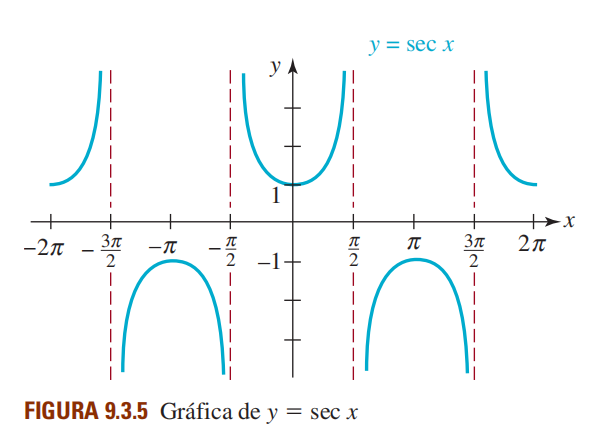 y = sec x
y
1
x
−2π − 3π/2 −π − π/2 −1 π/2 π 3π/2 2π
FIGURA 9.3.5 Gráfica de y = sec x